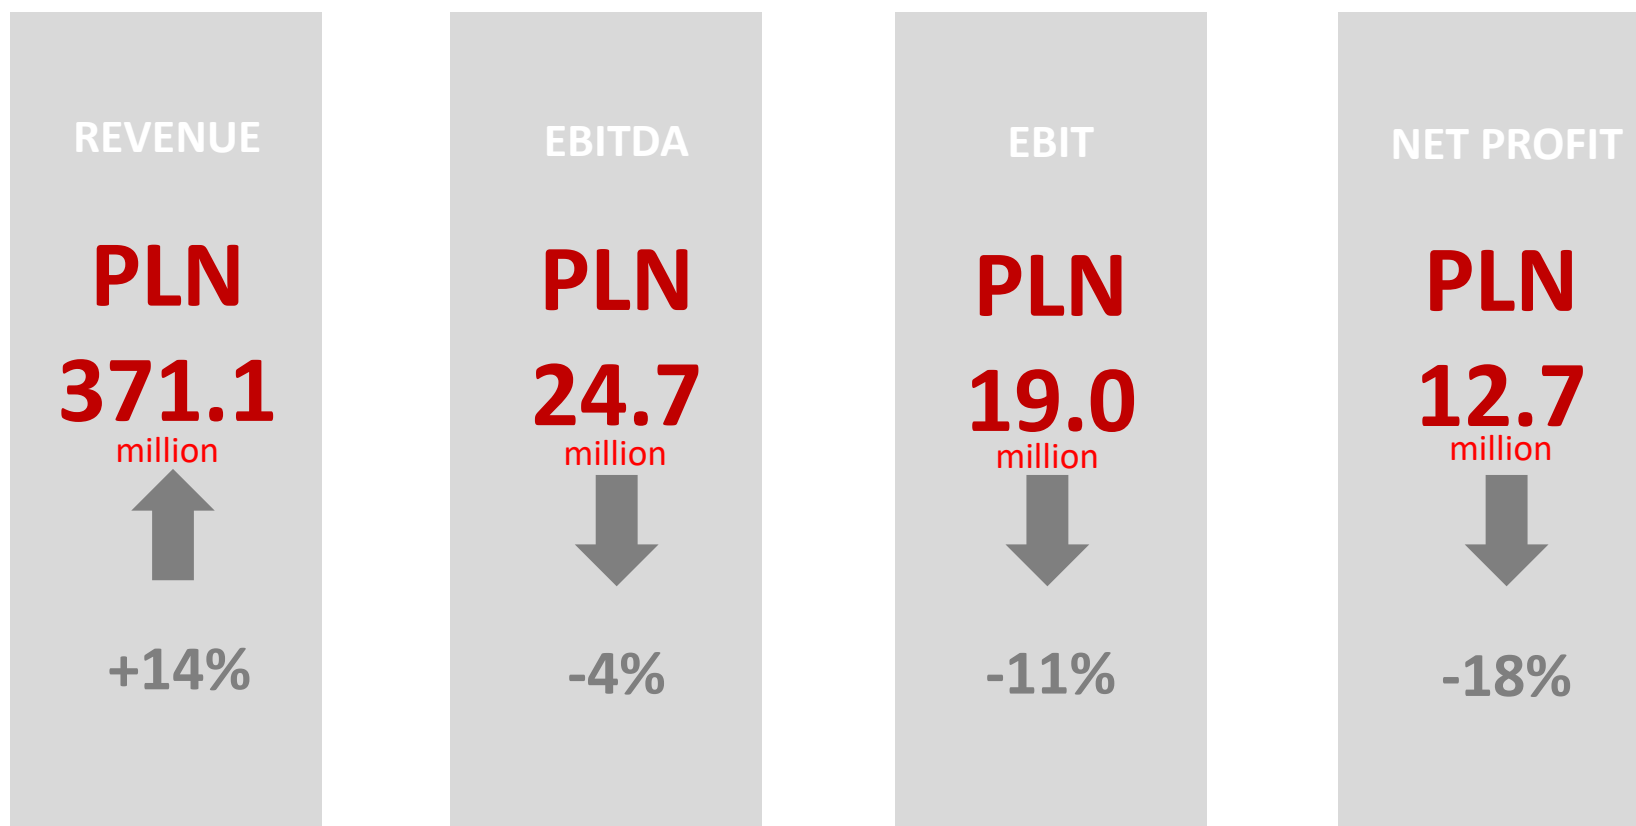 REVENUE
PLN
371.1
million
+14%
EBITDA
PLN
24.7
million
-4%
EBIT
PLN
19.0
million
-11%
NET PROFIT
PLN
12.7
million
-18%